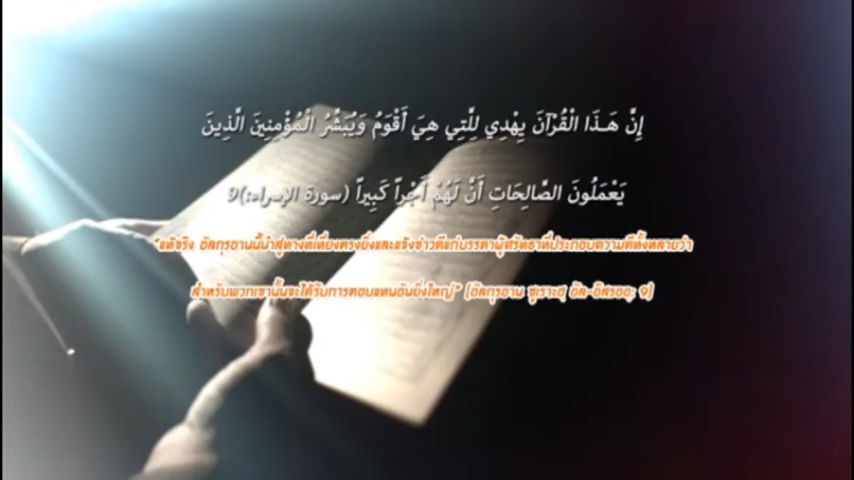 إِنَّ هَـذَا الْقُرْآنَ يِهْدِي لِلَّتِي هِيَ أَقْوَمُ وَيُبَشِّرُ الْمُؤْمِنِينَ الَّذِينَ
يَعْمَلُونَ الصَّالِحَاتِ أَنَّ لَهُمْ أَجْراً كَبِيراً (سورة الإسراء:)9
"แท้จริง อัลกุรอานนี้นำสู่ทางที่เที่ยงตรงยิ่งและแจ้งข่าวดีแก่บรรดาผู้ศรัทธาที่ประกอบความดีทั้งหลายว่า
สำหรับพวกเขานั้นจะได้รับการตอบแทนอันยิ่งใหญ่" (อัลกุรอาน ซูเราะฮฺ อัล-อิสรออฺ: 9)